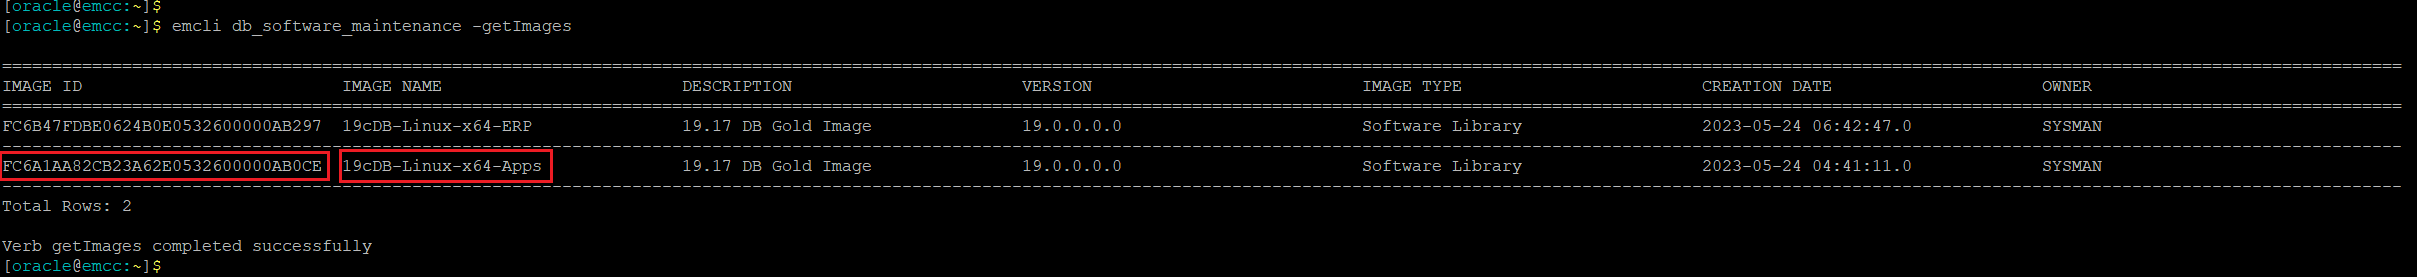 [oracle@emcc:~]$
[oracle@emcc:~]$ emcli db_software_maintenance -getImages
================================================================================================================================================================================================================================================
IMAGE ID                          IMAGE NAME                        DESCRIPTION                       VERSION                           IMAGE TYPE                        CREATION DATE                     OWNER
================================================================================================================================================================================================================================================
FC6B47FDBE0624B0E0532600000AB297  19cDB-Linux-x64-ERP               19.17 DB Gold Image               19.0.0.0.0                        Software Library                  2023-05-24 06:42:47.0             SYSMAN
------------------------------------------------------------------------------------------------------------------------------------------------------------------------------------------------------------------------------------------------
FC6A1AA82CB23A62E0532600000AB0CE  19cDB-Linux-x64-Apps              19.17 DB Gold Image               19.0.0.0.0                        Software Library                  2023-05-24 04:41:11.0             SYSMAN
------------------------------------------------------------------------------------------------------------------------------------------------------------------------------------------------------------------------------------------------
Total Rows: 2
Verb getImages completed successfully
[oracle@emcc:~]$